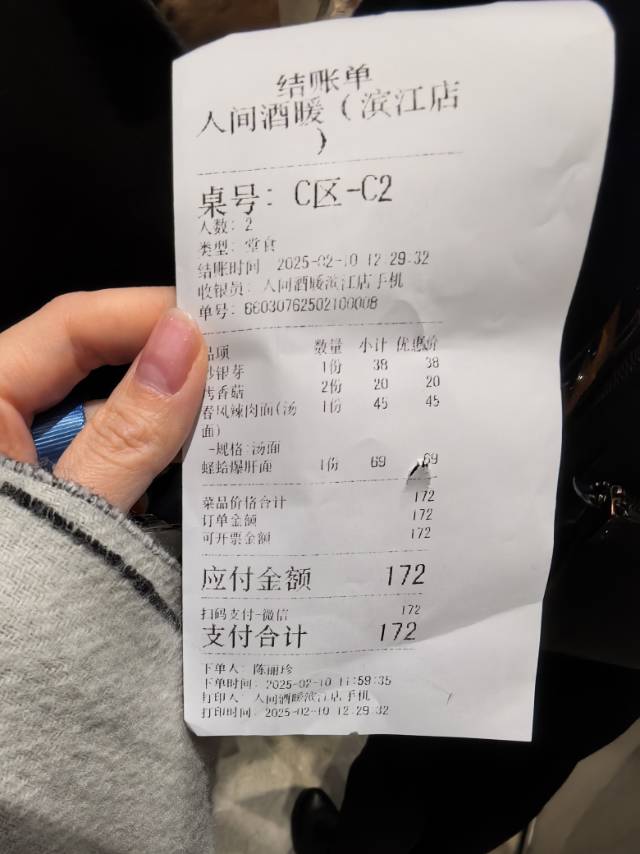 结账单
人间酒暖（滨江店
）
桌号: C区-C2
人数: 2
类型: 堂食
结账时间 2025-02-10 12:29:32
收银员: 人间酒暖滨江店手机
单号: 66030762502100008
品项 数量 小计 优惠价
银芽 1份 38 38
烤香菇 2份 20 20
春风辣肉面(汤 1份 45 45
面)
-规格:汤面
蛏蛤爆肝面 1份 69 69
菜品价格合计 172
订单金额 172
可开票金额 172
应付金额 172
扫码支付-微信 172
支付合计 172
下单人: 陈丽珍
下单时间: 2025-02-10 11:59:35
打印人: 人间酒暖滨江店手机
打印时间: 2025-02-10 12:29:32